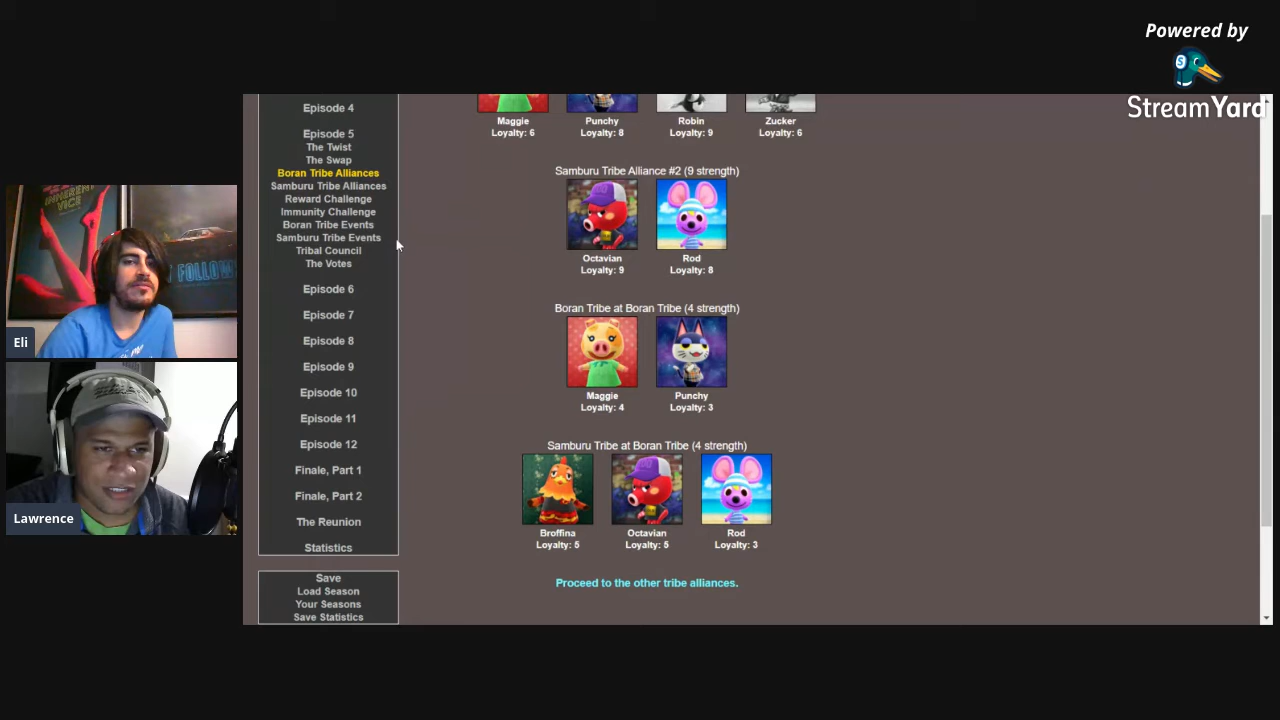 Powered by
StreamYard
Episode 4
Episode 5
The Twist
The Swap
Boran Tribe Alliances
Samburu Tribe Alliances
Reward Challenge
Immunity Challenge
Boran Tribe Events
Samburu Tribe Events
Tribal Council
The Votes
Episode 6
Episode 7
Episode 8
Episode 9
Episode 10
Episode 11
Episode 12
Finale, Part 1
Finale, Part 2
The Reunion
Statistics
Save
Load Season
Your Seasons
Save Statistics
Maggie Punchy Robin Zucker
Loyalty: 6 Loyalty: 8 Loyalty: 9 Loyalty: 6
Samburu Tribe Alliance #2 (9 strength)
Octavian Rod
Loyalty: 9 Loyalty: 8
Boran Tribe at Boran Tribe (4 strength)
Maggie Punchy
Loyalty: 4 Loyalty: 3
Samburu Tribe at Boran Tribe (4 strength)
Broffina Octavian Rod
Loyalty: 5 Loyalty: 5 Loyalty: 3
Proceed to the other tribe alliances.
INHERENT
VICE
FOLLOW
Eli
Lawrence